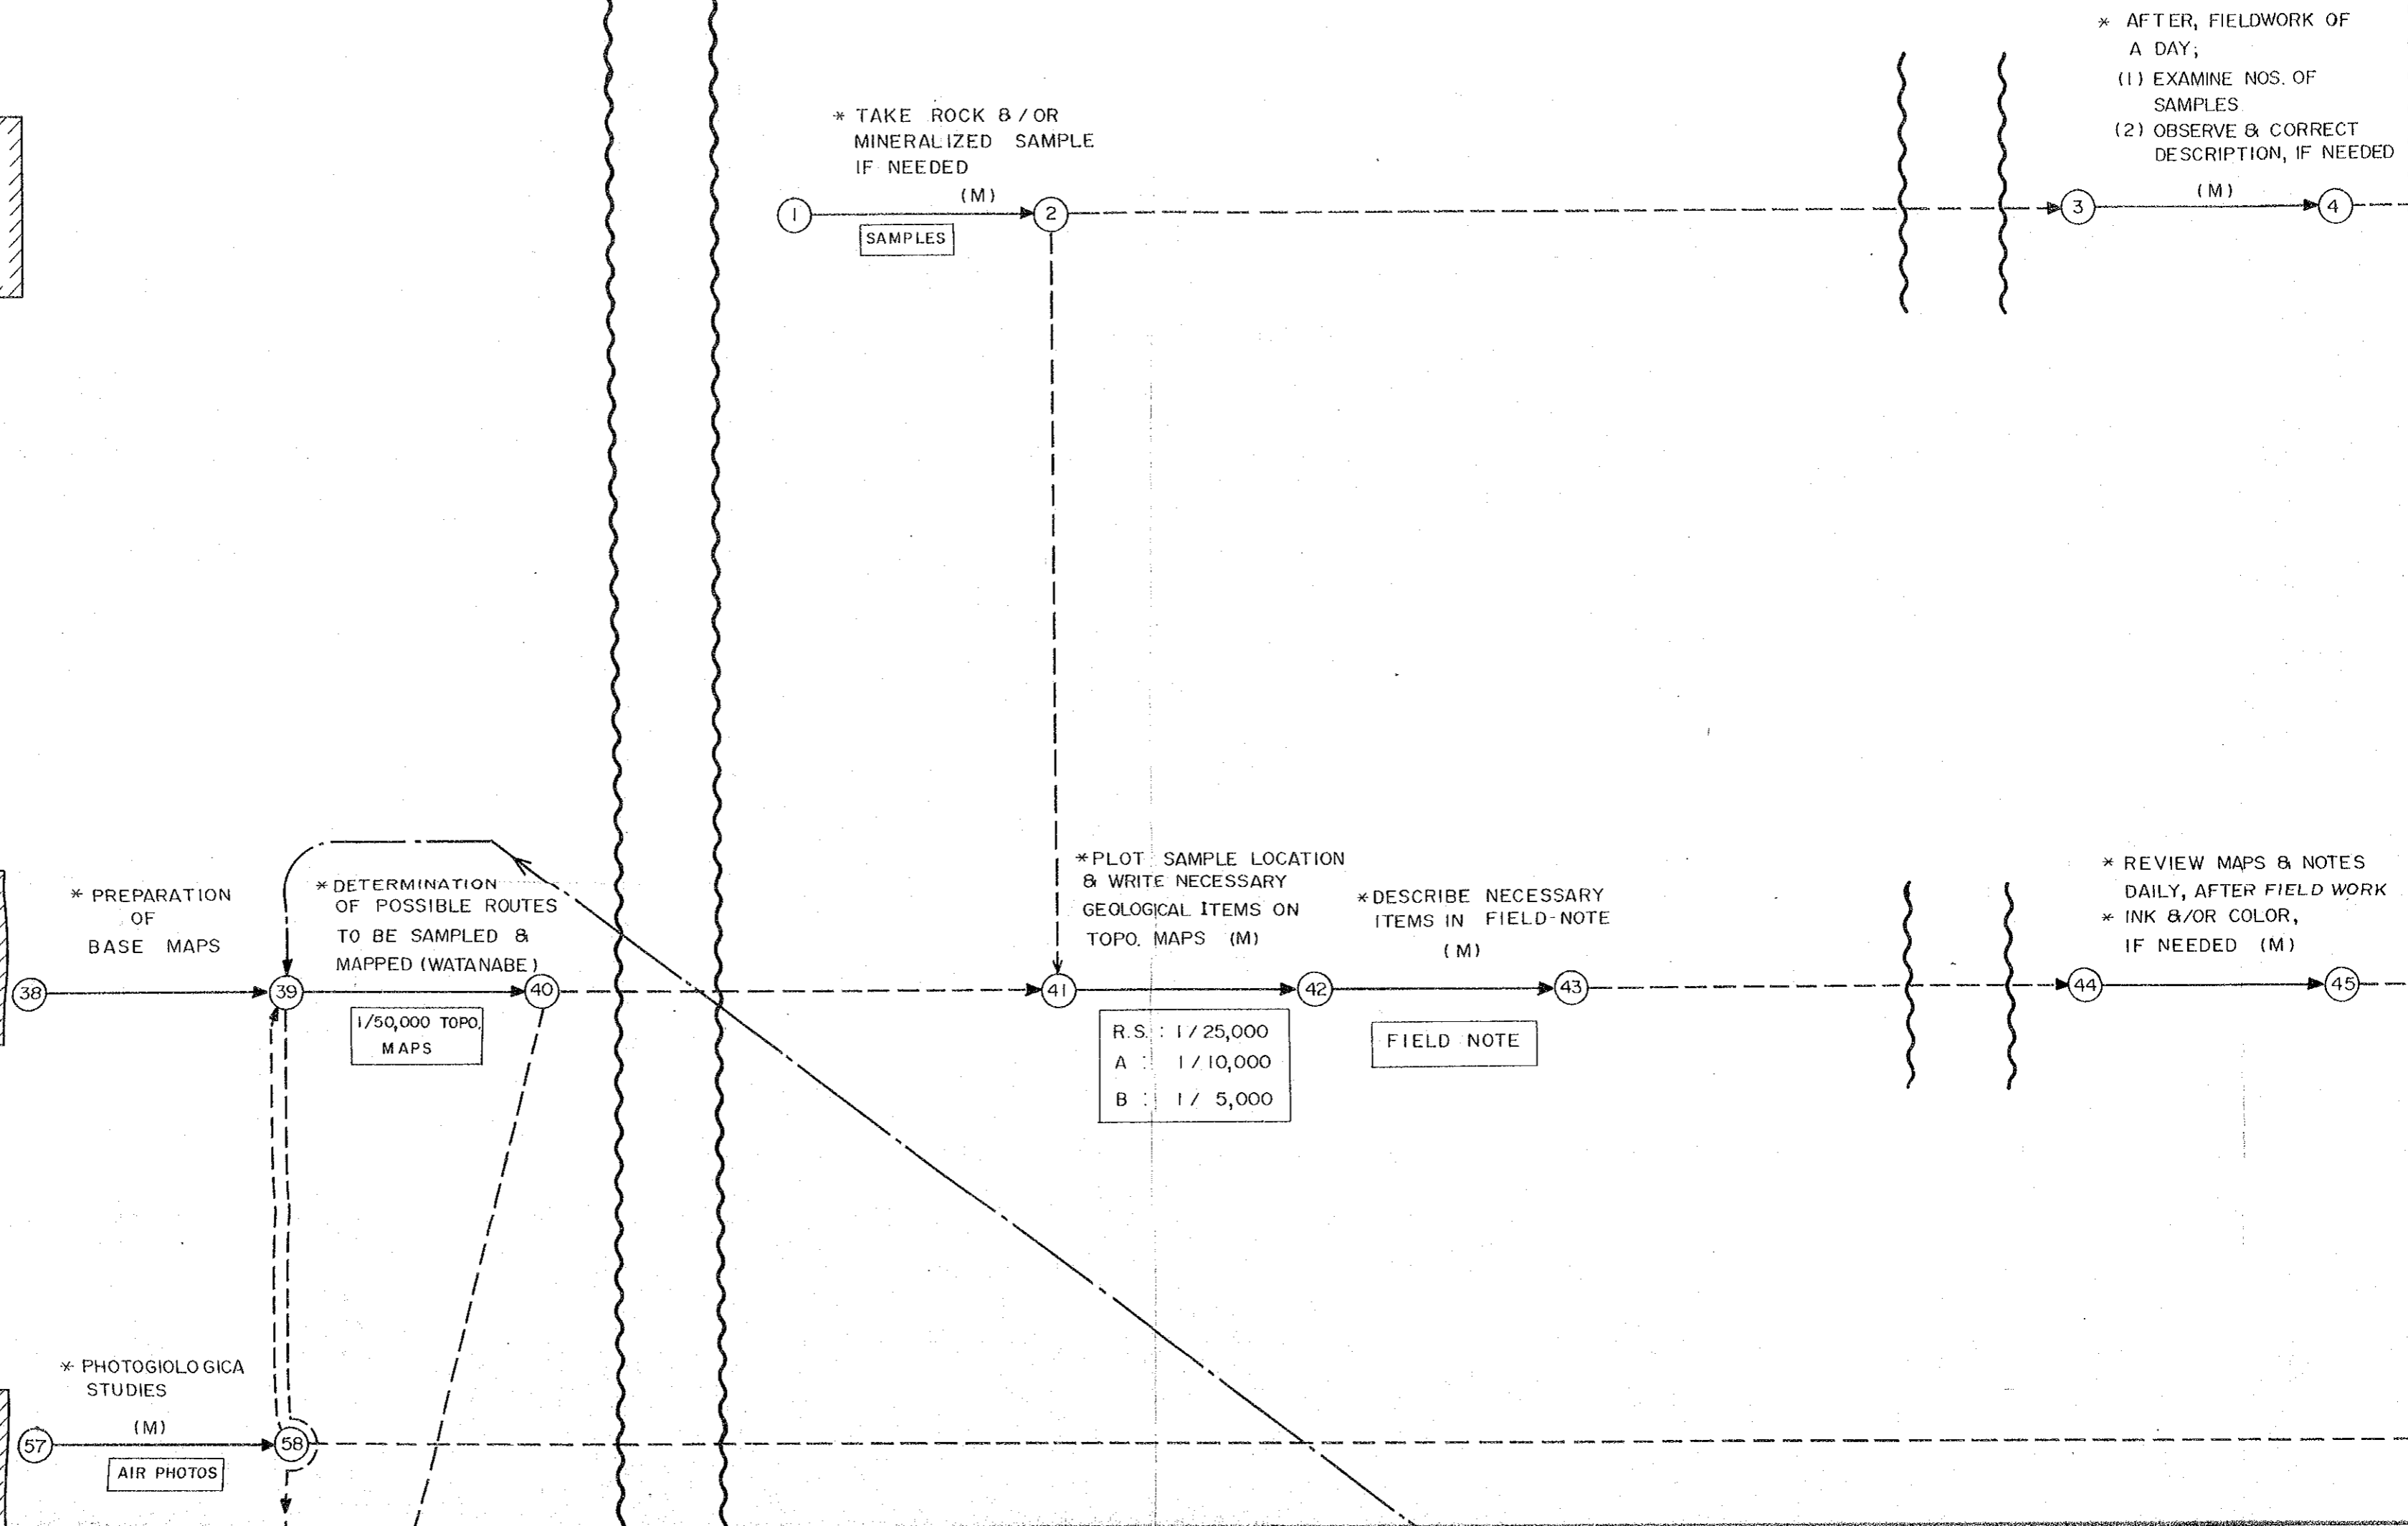 * AFTER, FIELDWORK OF
A DAY;
(1) EXAMINE NOS. OF
SAMPLES
(2) OBSERVE & CORRECT
DESCRIPTION, IF NEEDED
(M)
* TAKE ROCK & / OR
MINERALIZED SAMPLE
IF NEEDED
(M)
1
2
3
4
SAMPLES
* PREPARATION
OF
BASE MAPS
* DETERMINATION
OF POSSIBLE ROUTES
TO BE SAMPLED &
MAPPED (WATANABE)
* PLOT SAMPLE LOCATION
& WRITE NECESSARY
GEOLOGICAL ITEMS ON
TOPO. MAPS (M)
* DESCRIBE NECESSARY
ITEMS IN FIELD-NOTE
(M)
* REVIEW MAPS & NOTES
DAILY, AFTER FIELD WORK
* INK &/OR COLOR,
IF NEEDED (M)
38
39
40
41
42
43
44
45
1/50,000 TOPO.
MAPS
R.S. : 1 / 25,000
A : 1 / 10,000
B : 1 / 5,000
FIELD NOTE
* PHOTOGIOLOGICA
STUDIES
(M)
57
58
AIR PHOTOS